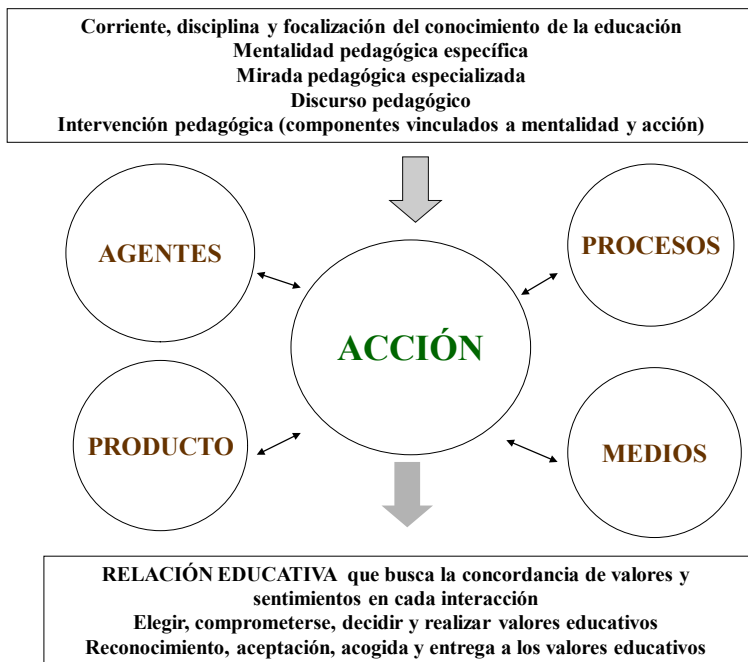 Corriente, disciplina y focalización del conocimiento de la educación
Mentalidad pedagógica específica
Mirada pedagógica especializada
Discurso pedagógico
Intervención pedagógica (componentes vinculados a mentalidad y acción)
AGENTES
PROCESOS
ACCIÓN
PRODUCTO
MEDIOS
RELACIÓN EDUCATIVA que busca la concordancia de valores y
sentimientos en cada interacción
Elegir, comprometerse, decidir y realizar valores educativos
Reconocimiento, aceptación, acogida y entrega a los valores educativos